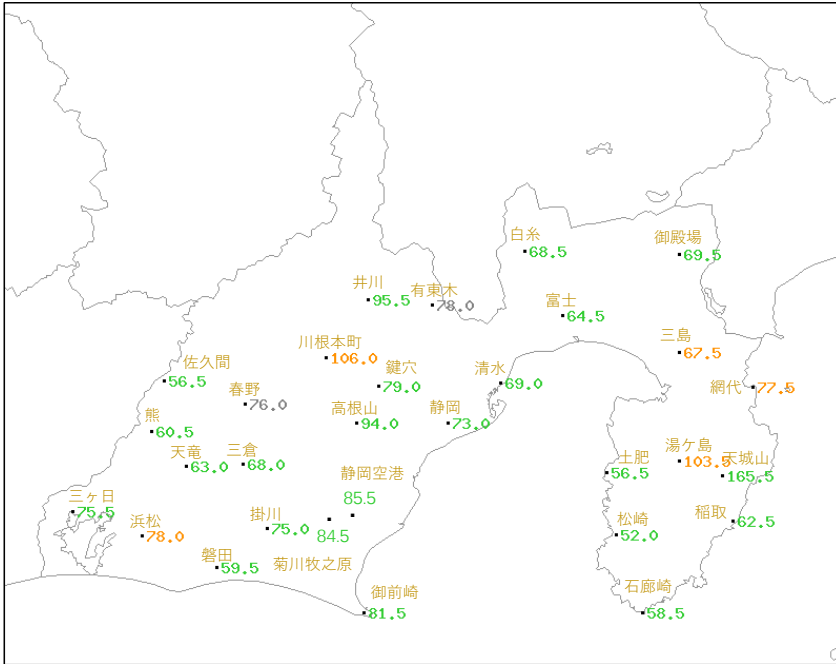 白糸
68.5
御殿場
69.5
井川
95.5
有東木
78.0
富士
64.5
川根本町
106.0
三島
67.5
佐久間
56.5
鍵穴
79.0
清水
69.0
網代
77.5
春野
76.0
高根山
94.0
静岡
73.0
熊
60.5
天竜
63.0
三倉
68.0
土肥
56.5
湯ケ島
103.5
天城山
165.5
静岡空港
85.5
三ヶ日
75.5
浜松
78.0
掛川
75.0
84.5
菊川牧之原
松崎
52.0
稲取
62.5
磐田
59.5
御前崎
81.5
石廊崎
58.5